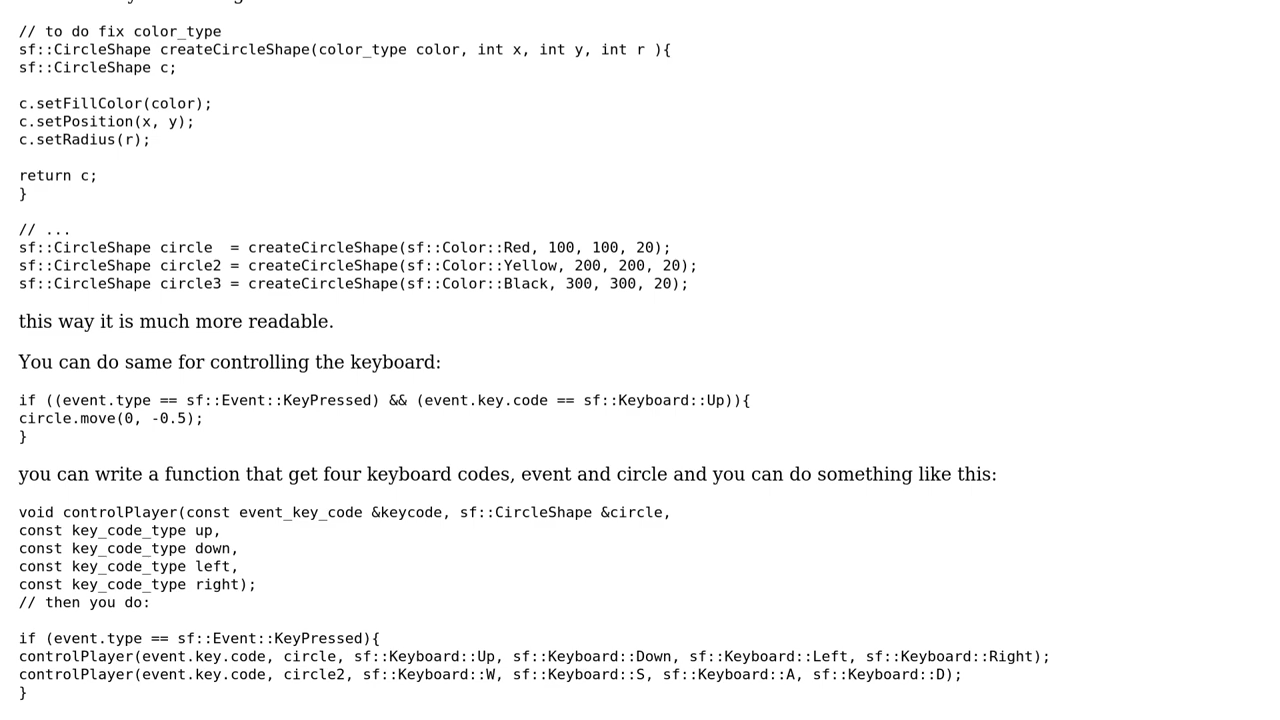 // to do fix color_type
sf::CircleShape createCircleShape(color_type color, int x, int y, int r ){
sf::CircleShape c;
c.setFillColor(color);
c.setPosition(x, y);
c.setRadius(r);
return c;
}
// ...
sf::CircleShape circle  = createCircleShape(sf::Color::Red, 100, 100, 20);
sf::CircleShape circle2 = createCircleShape(sf::Color::Yellow, 200, 200, 20);
sf::CircleShape circle3 = createCircleShape(sf::Color::Black, 300, 300, 20);
this way it is much more readable.
You can do same for controlling the keyboard:
if ((event.type == sf::Event::KeyPressed) && (event.key.code == sf::Keyboard::Up)){
circle.move(0, -0.5);
}
you can write a function that get four keyboard codes, event and circle and you can do something like this:
void controlPlayer(const event_key_code &keycode, sf::CircleShape &circle,
const key_code_type up,
const key_code_type down,
const key_code_type left,
const key_code_type right);
// then you do:
if (event.type == sf::Event::KeyPressed){
controlPlayer(event.key.code, circle, sf::Keyboard::Up, sf::Keyboard::Down, sf::Keyboard::Left, sf::Keyboard::Right);
controlPlayer(event.key.code, circle2, sf::Keyboard::W, sf::Keyboard::S, sf::Keyboard::A, sf::Keyboard::D);
}